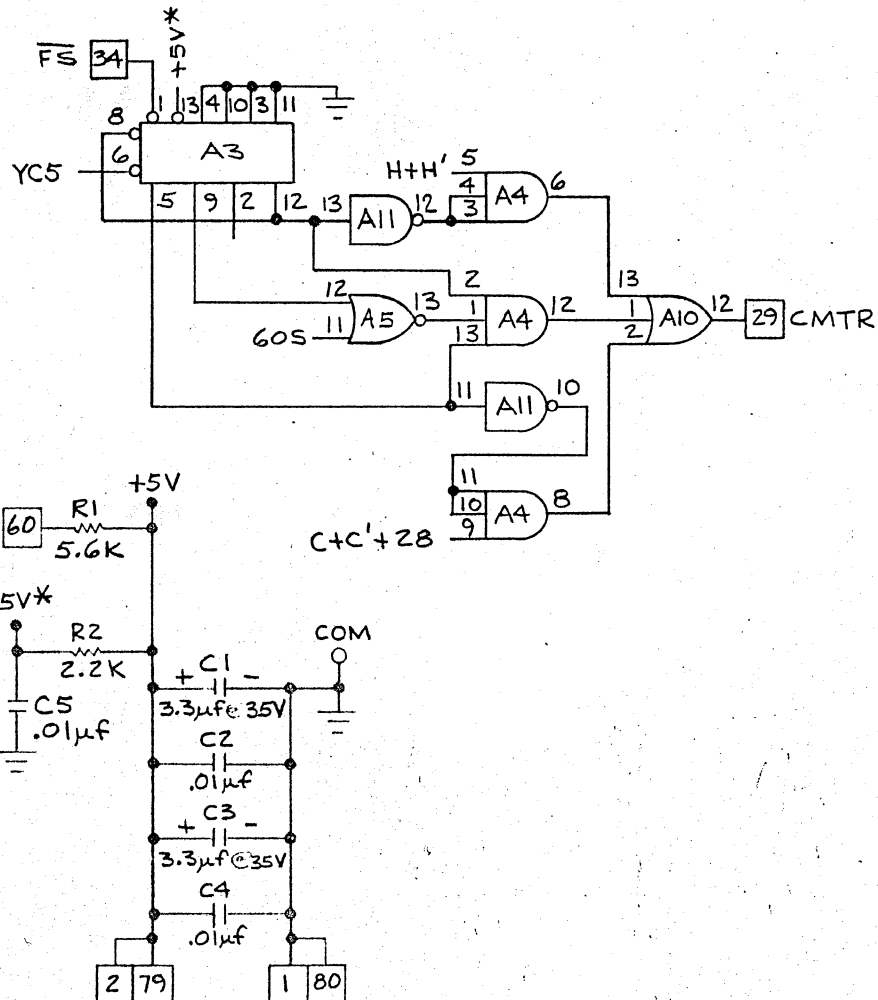 FS 34 +5V*
1 13 4 10 3 11
8
A3
6
YC5
5 9 2 12
13 A11 12
H+H' 5
4
3
A4 6
12
A5 13
11
60S
2
1
13
A4 12
13
1
2
A10 12
29 CMTR
11 A11 10
11
10
9
A4 8
C+C'+28
+5V
60 R1
5.6K
5V*
R2
2.2K
C5
.01µf
COM
+ C1 -
3.3µf@35V
C2
.01µf
C3
+ -
3.3µf@35V
C4
.01µf
2 79 1 80